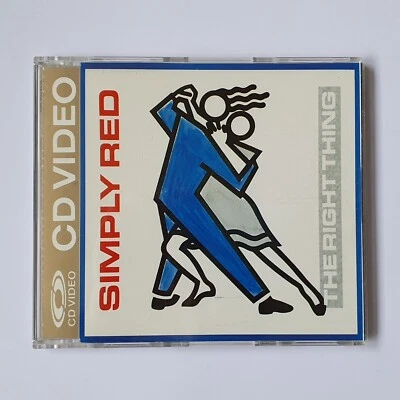 CD VIDEO
CD VIDEO
SIMPLY RED
THE RIGHT THING